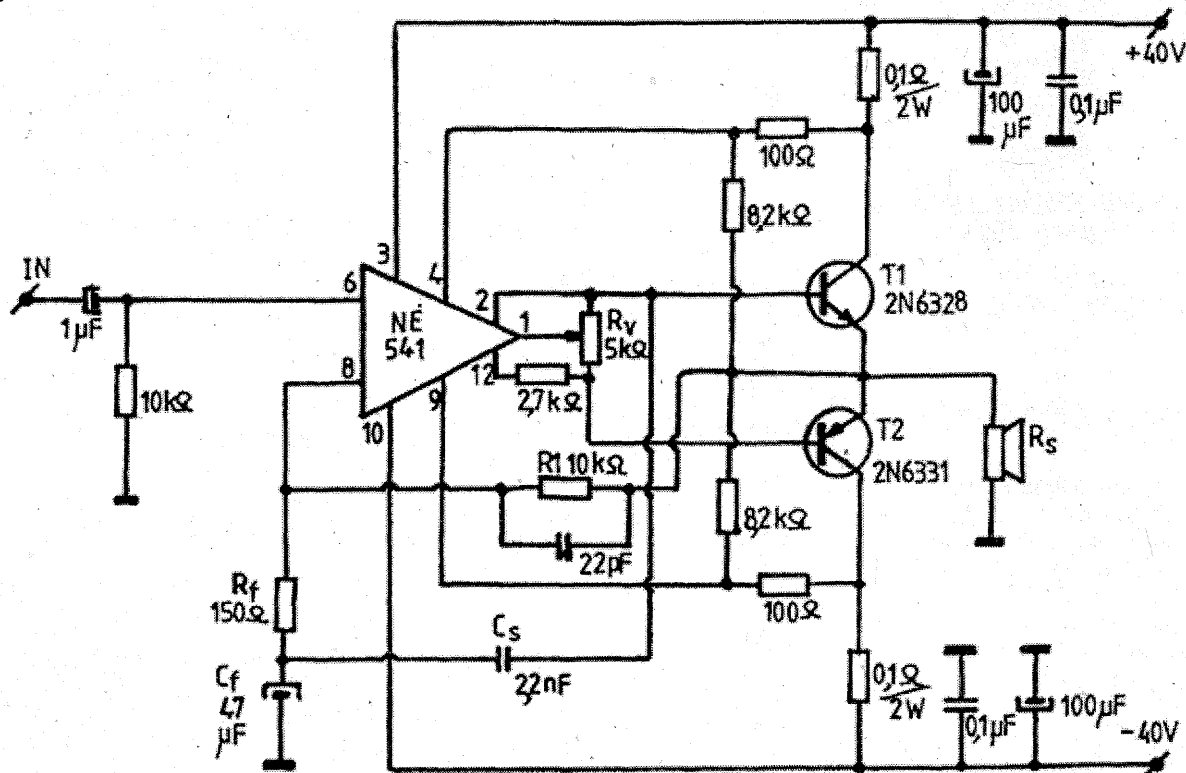 +40V
0,1Ω
2W
100
µF
0,1µF
100Ω
8,2kΩ
IN
1µF
10kΩ
6
3
4
2
1
8
10
9
12
NE
541
Rv
5kΩ
2,7kΩ
T1
2N6328
T2
2N6331
Rs
R1 10kΩ
22pF
8,2kΩ
100Ω
Rf
150Ω
Cs
2,2nF
Cf
47
µF
0,1Ω
2W
0,1µF
100µF
-40V